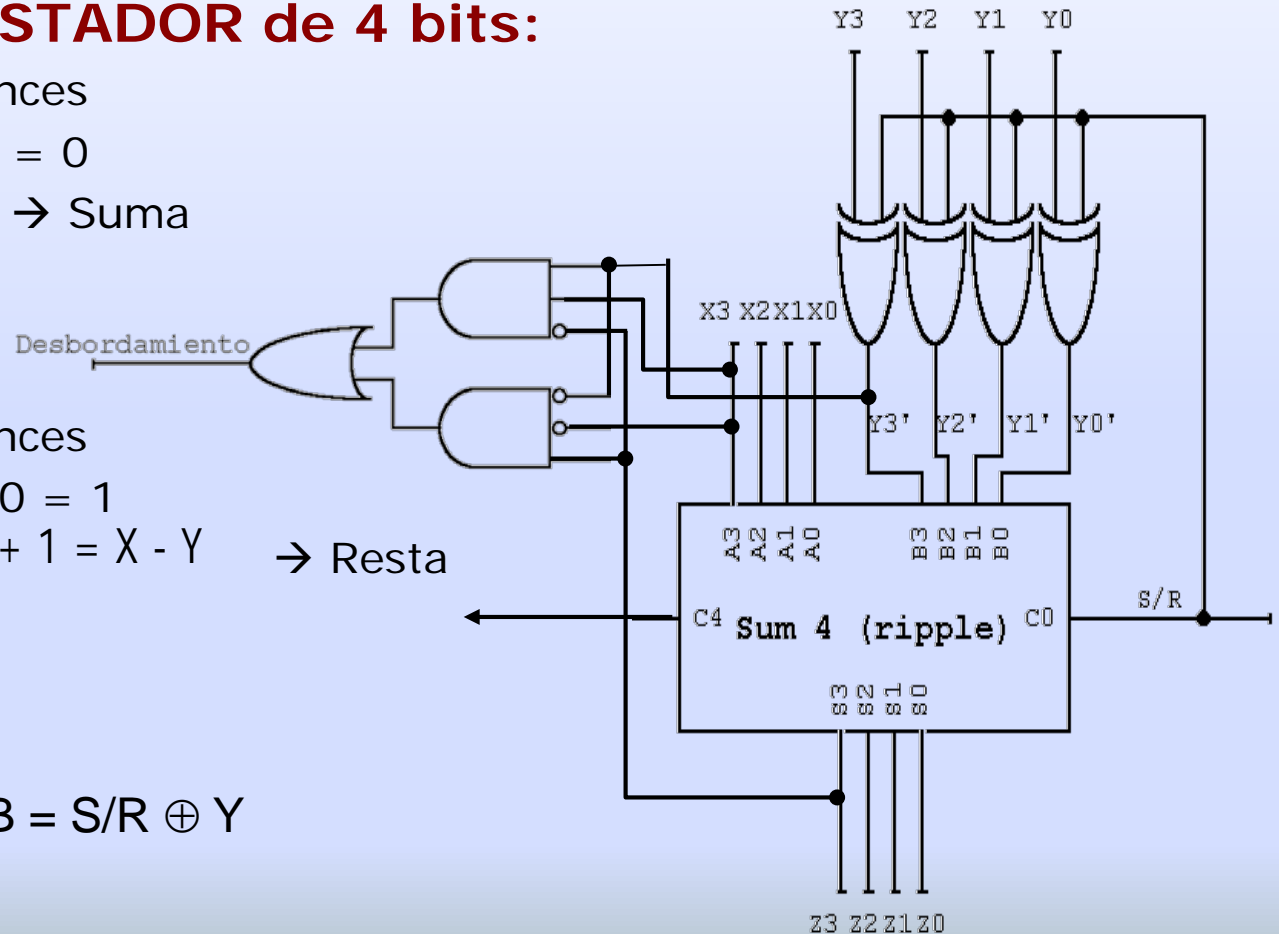 STADOR de 4 bits:
nces
= 0
→ Suma
nces
0 = 1
+ 1 = X - Y
→ Resta
B = S/R ⊕ Y
Y3 Y2 Y1 Y0
X3 X2 X1 X0
Desbordamiento
Y3' Y2' Y1' Y0'
A3 A2 A1 A0 B3 B2 B1 B0
S/R
C4 Sum 4 (ripple) C0
S3 S2 S1 S0
Z3 Z2 Z1 Z0